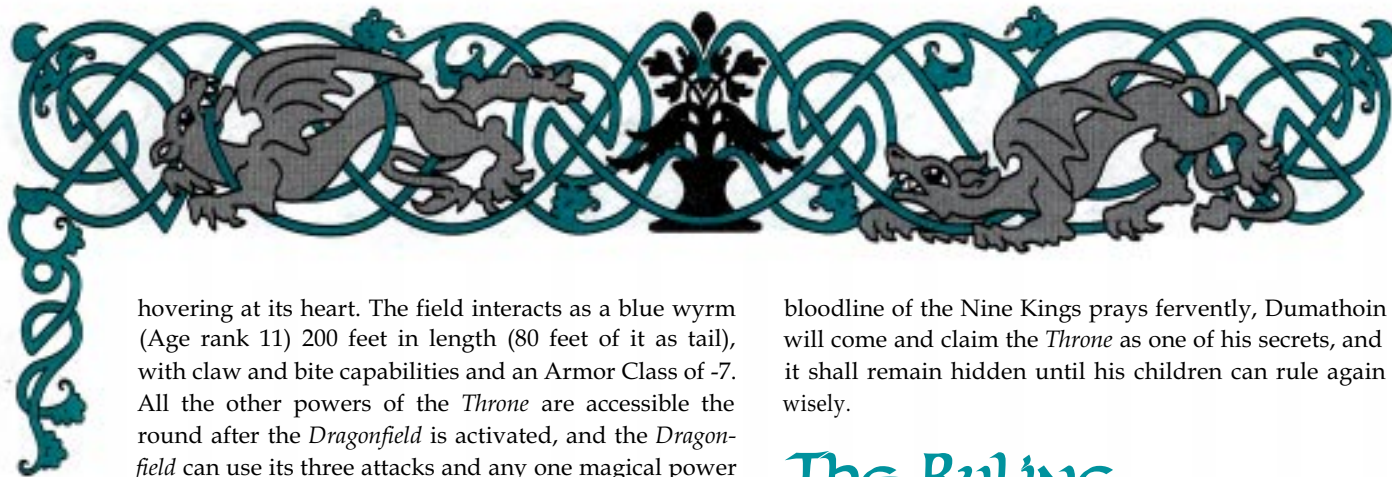 hovering at its heart. The field interacts as a blue wyrm
(Age rank 11) 200 feet in length (80 feet of it as tail),
with claw and bite capabilities and an Armor Class of -7.
All the other powers of the Throne are accessible the
round after the Dragonfield is activated, and the Dragon-
field can use its three attacks and any one magical power
bloodline of the Nine Kings prays fervently, Dumathoin
will come and claim the Throne as one of his secrets, and
it shall remain hidden until his children can rule again
wisely.
The Ruling